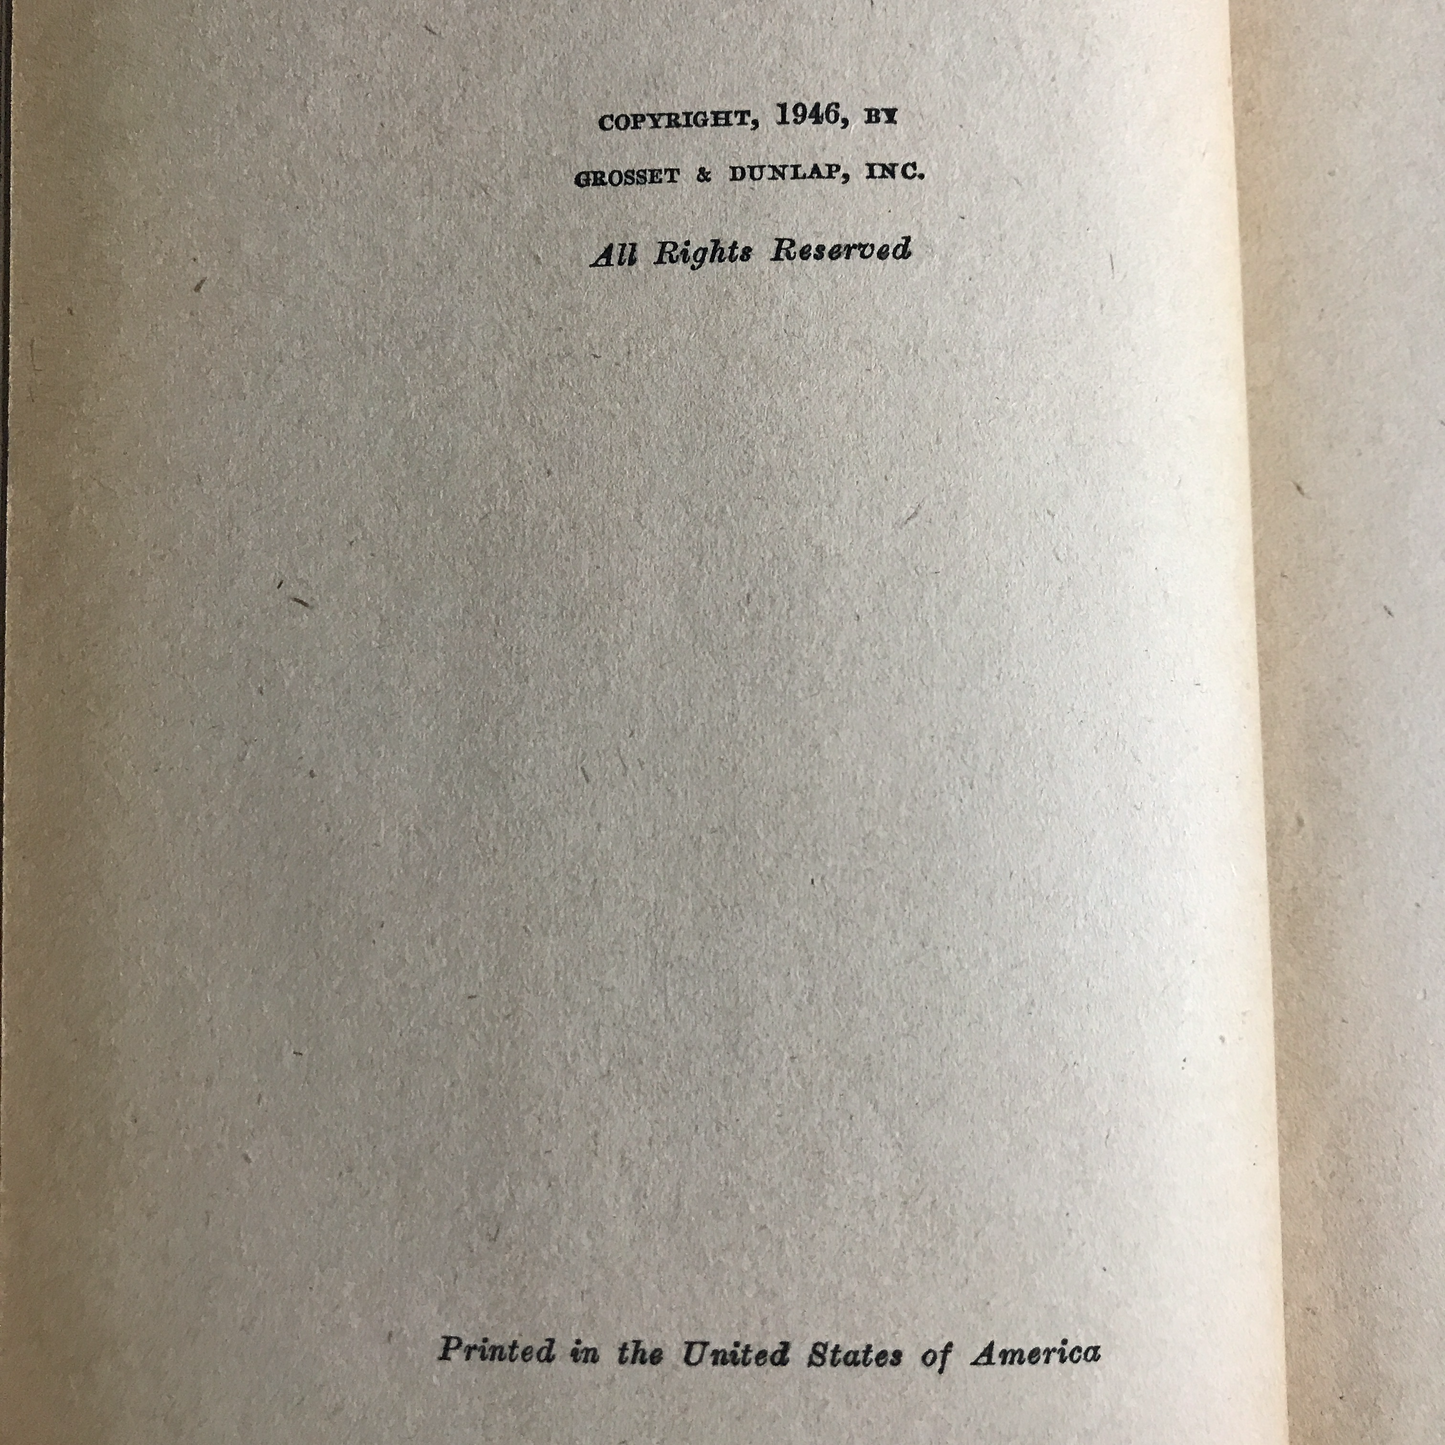 COPYRIGHT, 1946, BY
GROSSET & DUNLAP, INC.
All Rights Reserved
Printed in the United States of America